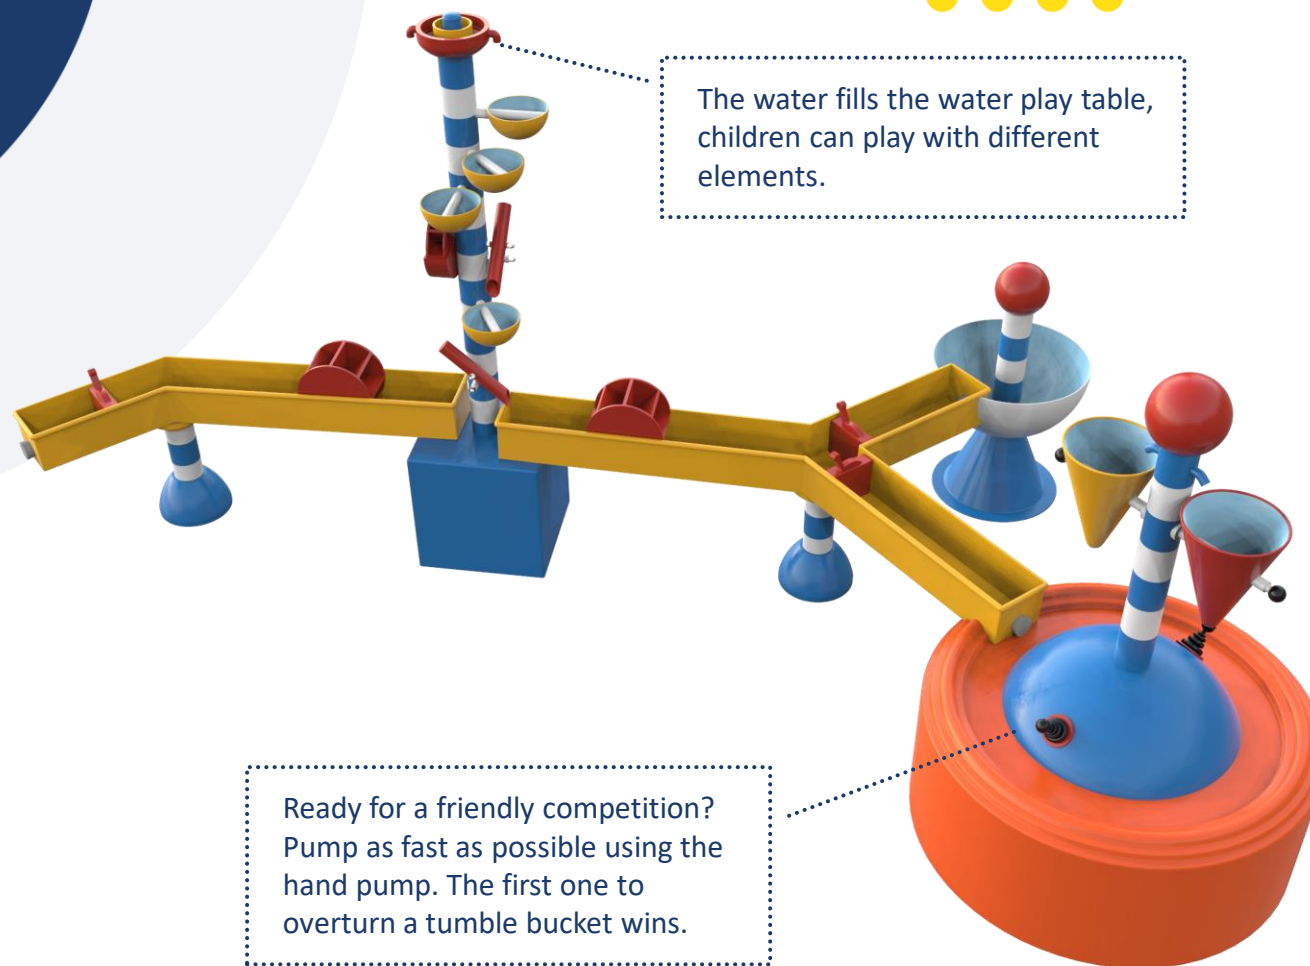 The water fills the water play table,
children can play with different
elements.
Ready for a friendly competition?
Pump as fast as possible using the
hand pump. The first one to
overturn a tumble bucket wins.